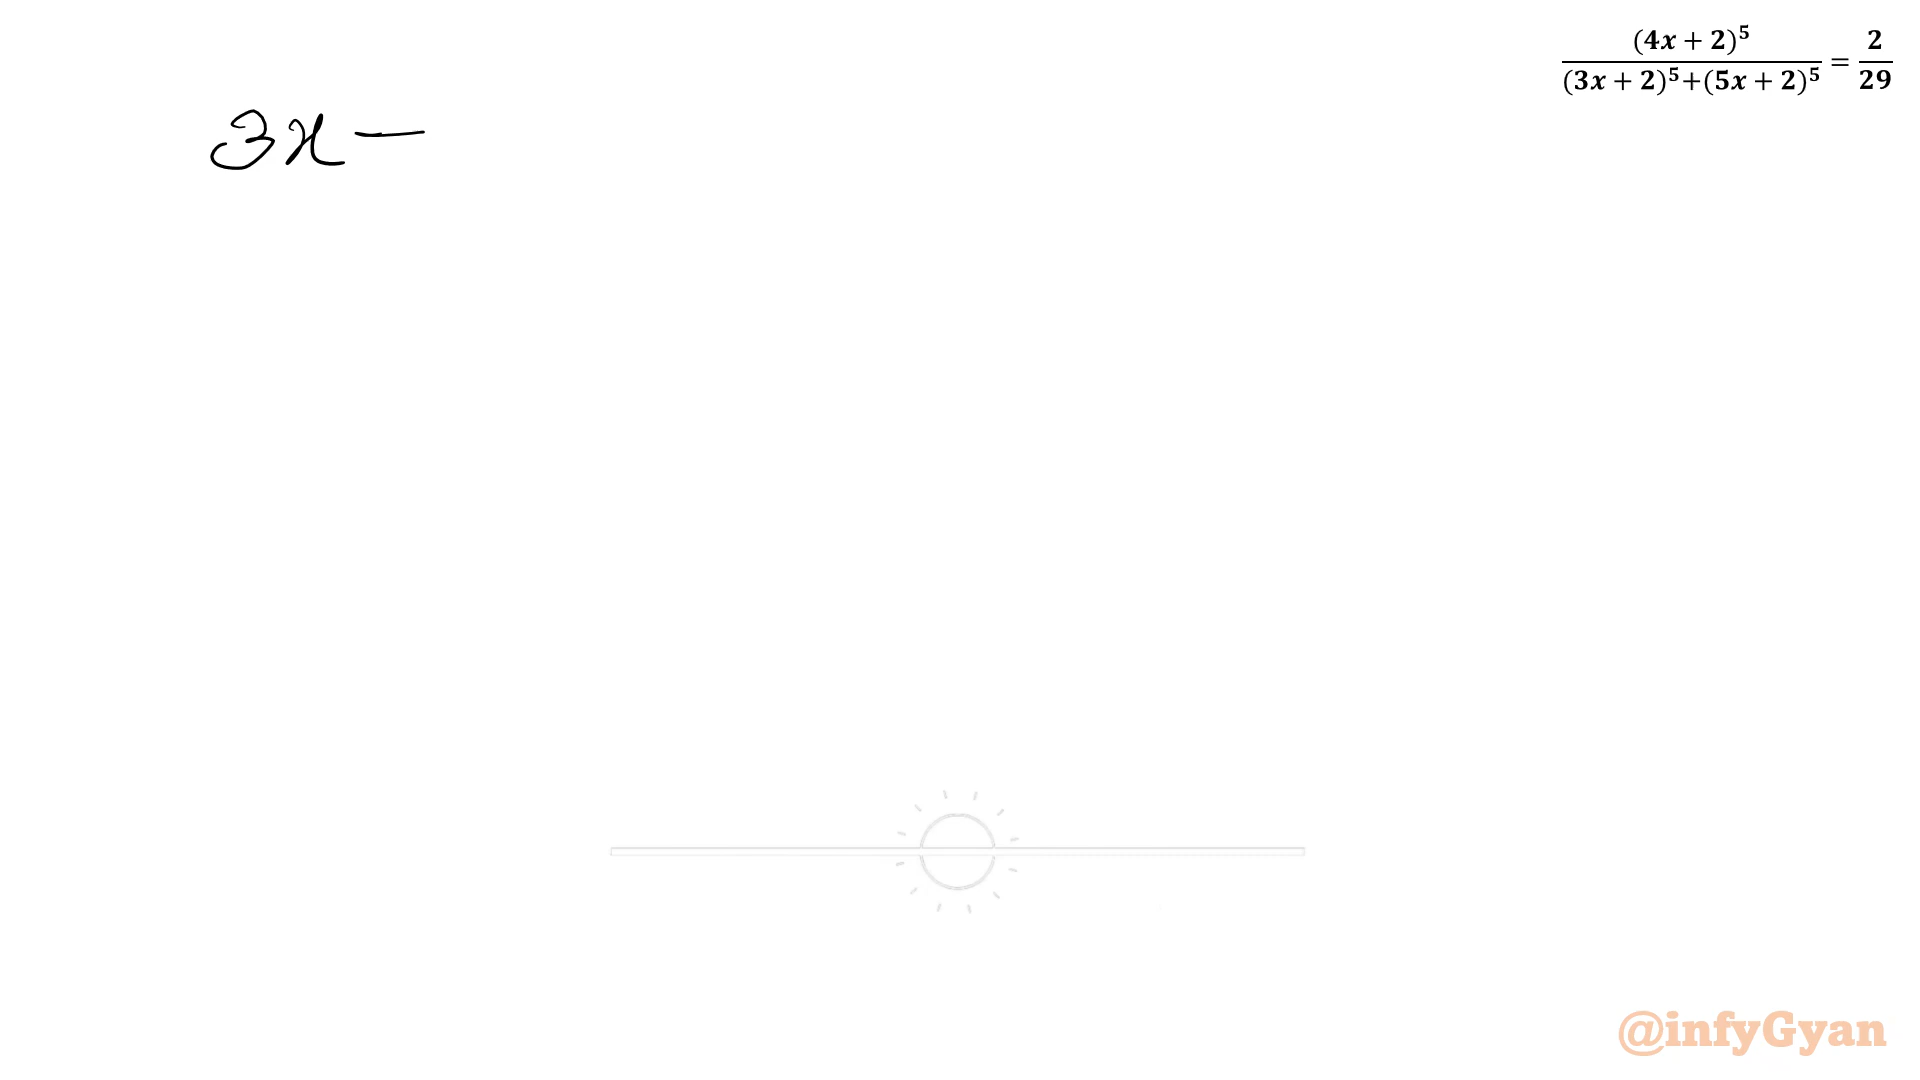 (4x + 2)⁵ / (3x + 2)⁵+(5x + 2)⁵ = 2/29
3x —
@infyGyan